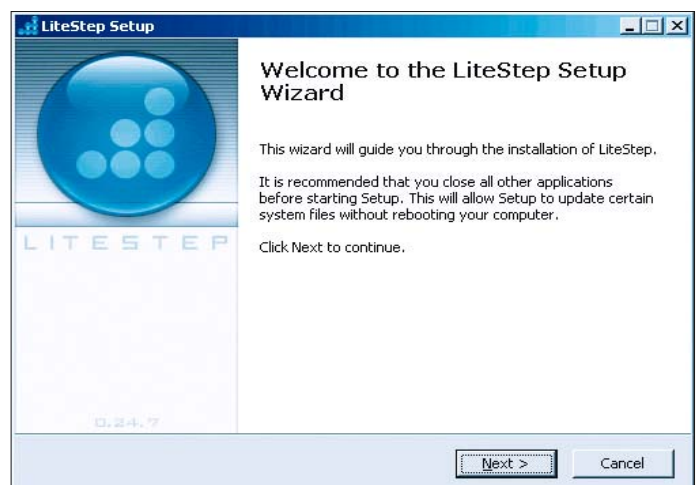 LiteStep Setup
Welcome to the LiteStep Setup
Wizard
This wizard will guide you through the installation of LiteStep.
It is recommended that you close all other applications
before starting Setup. This will allow Setup to update certain
system files without rebooting your computer.
Click Next to continue.
LITESTEP
0.24.7
Next >
Cancel